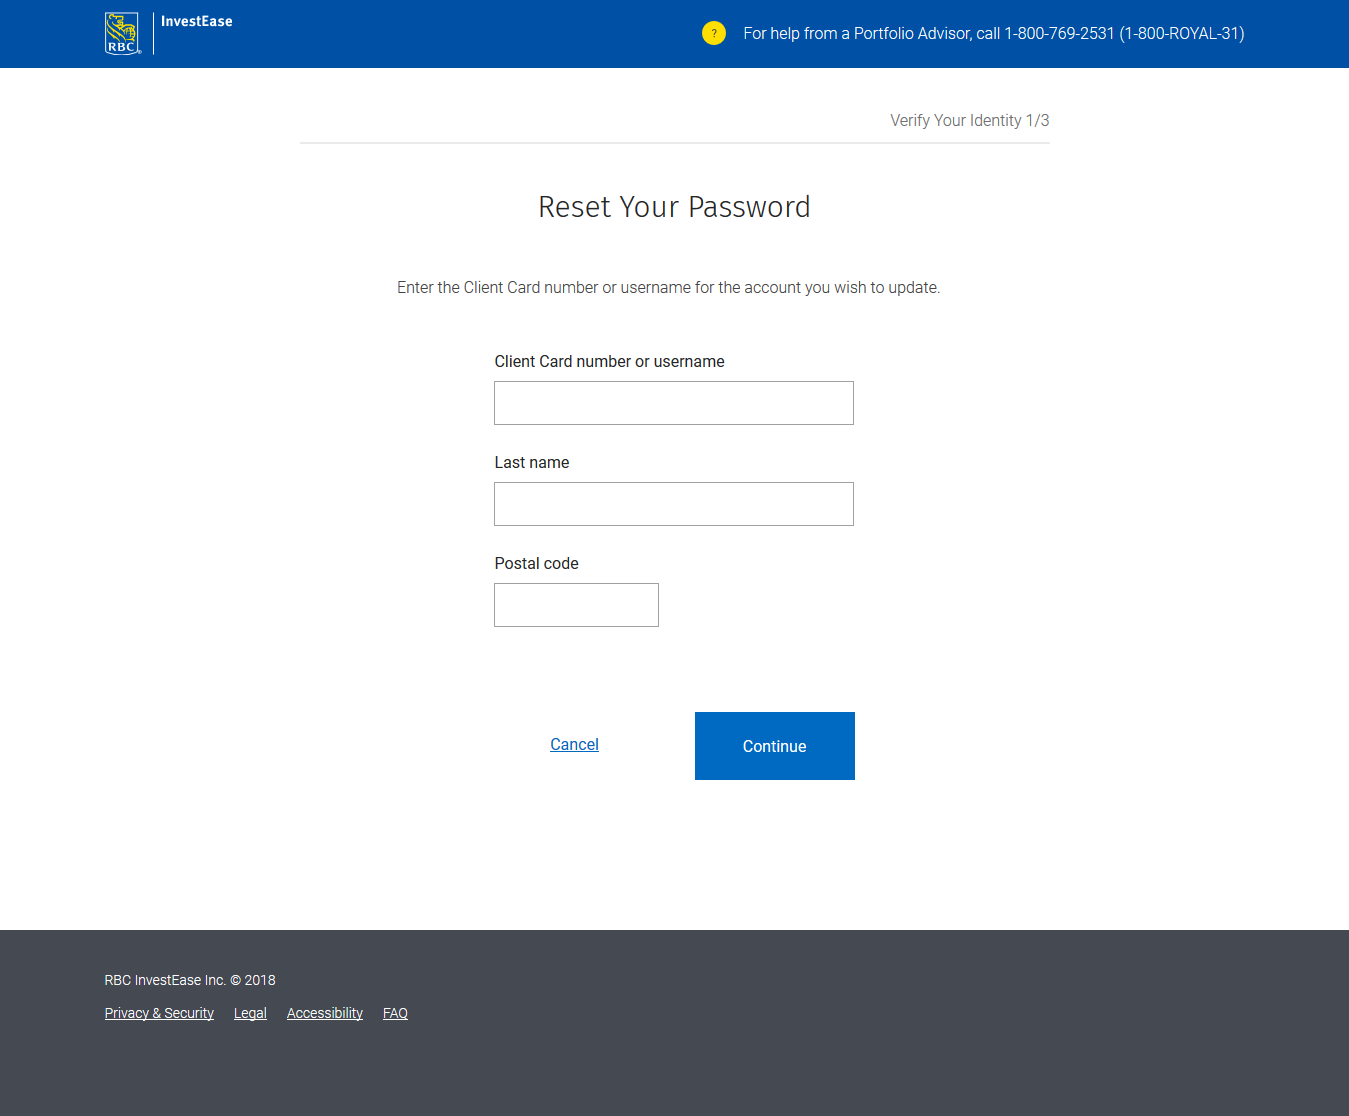 RBC®
InvestEase
? For help from a Portfolio Advisor, call 1-800-769-2531 (1-800-ROYAL-31)
Verify Your Identity 1/3
Reset Your Password
Enter the Client Card number or username for the account you wish to update.
Client Card number or username
Last name
Postal code
Cancel
Continue
RBC InvestEase Inc. © 2018
Privacy & Security Legal Accessibility FAQ